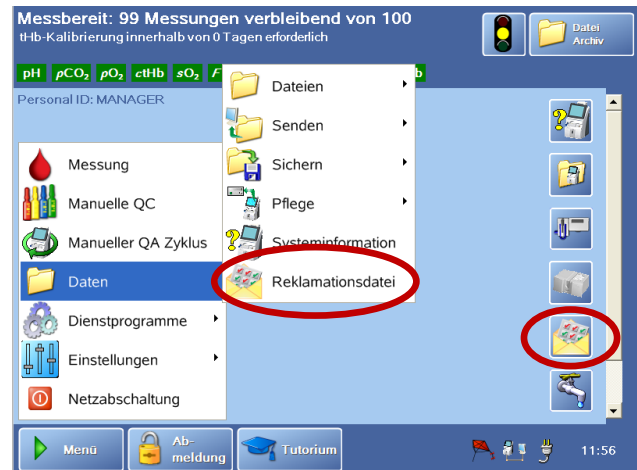 Messbereit: 99 Messungen verbleibend von 100
tHb-Kalibrierung innerhalb von 0 Tagen erforderlich
Datei
Archiv
pH pCO₂ pO₂ ctHb sO₂ F
b
Personal ID: MANAGER
Dateien
Senden
Sichern
Pflege
Systeminformation
Reklamationsdatei
Messung
Manuelle QC
Manueller QA Zyklus
Daten
Dienstprogramme
Einstellungen
Netzabschaltung
Menü
Ab-
meldung
Tutorium
11:56